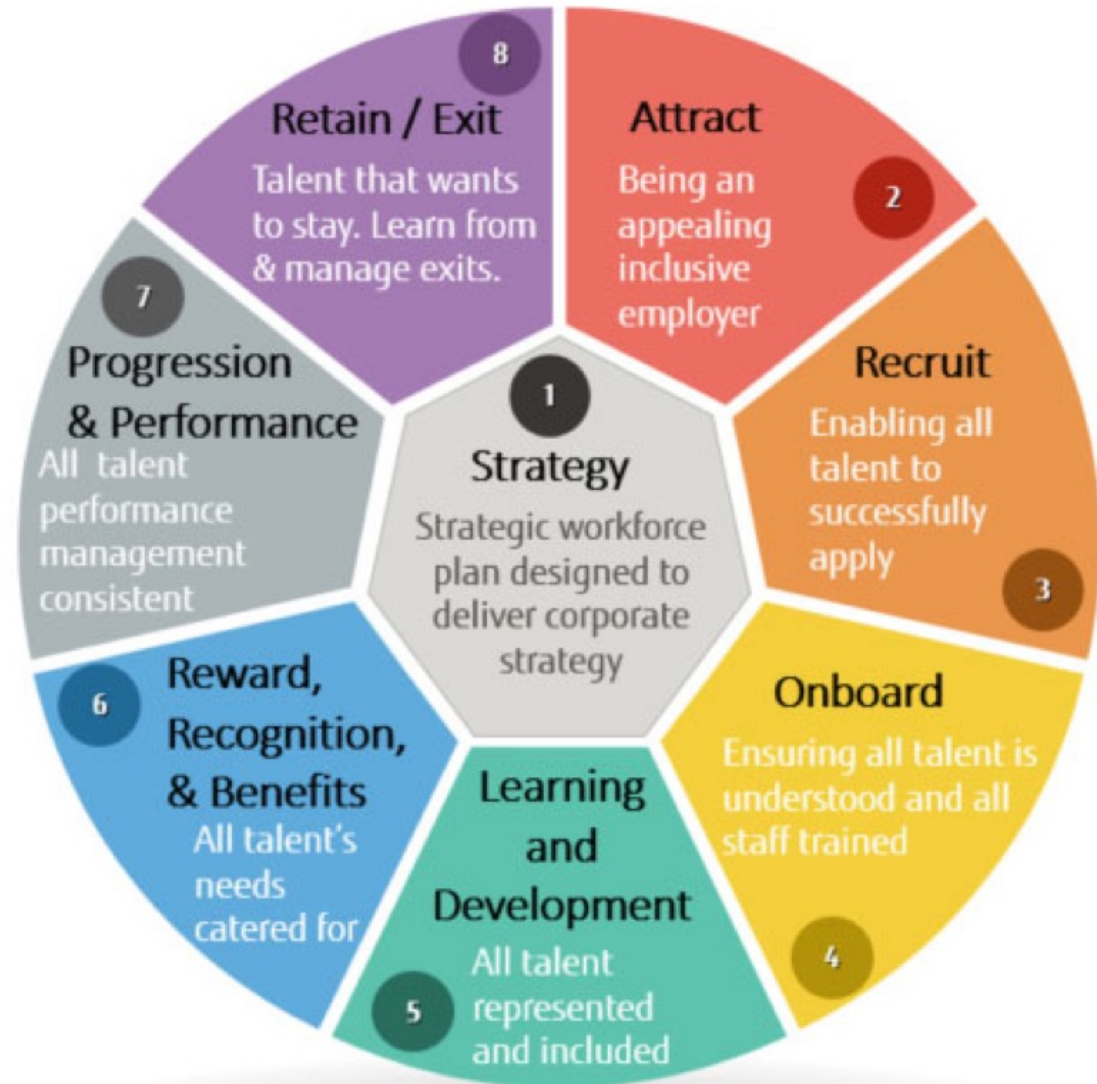 1
Strategy
Strategic workforce
plan designed to
deliver corporate
strategy
2
Attract
Being an
appealing
inclusive
employer
3
Recruit
Enabling all
talent to
successfully
apply
4
Onboard
Ensuring all talent is
understood and all
staff trained
5
Learning
and
Development
All talent
represented
and included
6
Reward,
Recognition,
& Benefits
All talent's
needs
catered for
7
Progression
& Performance
All talent
performance
management
consistent
8
Retain / Exit
Talent that wants
to stay. Learn from
& manage exits.